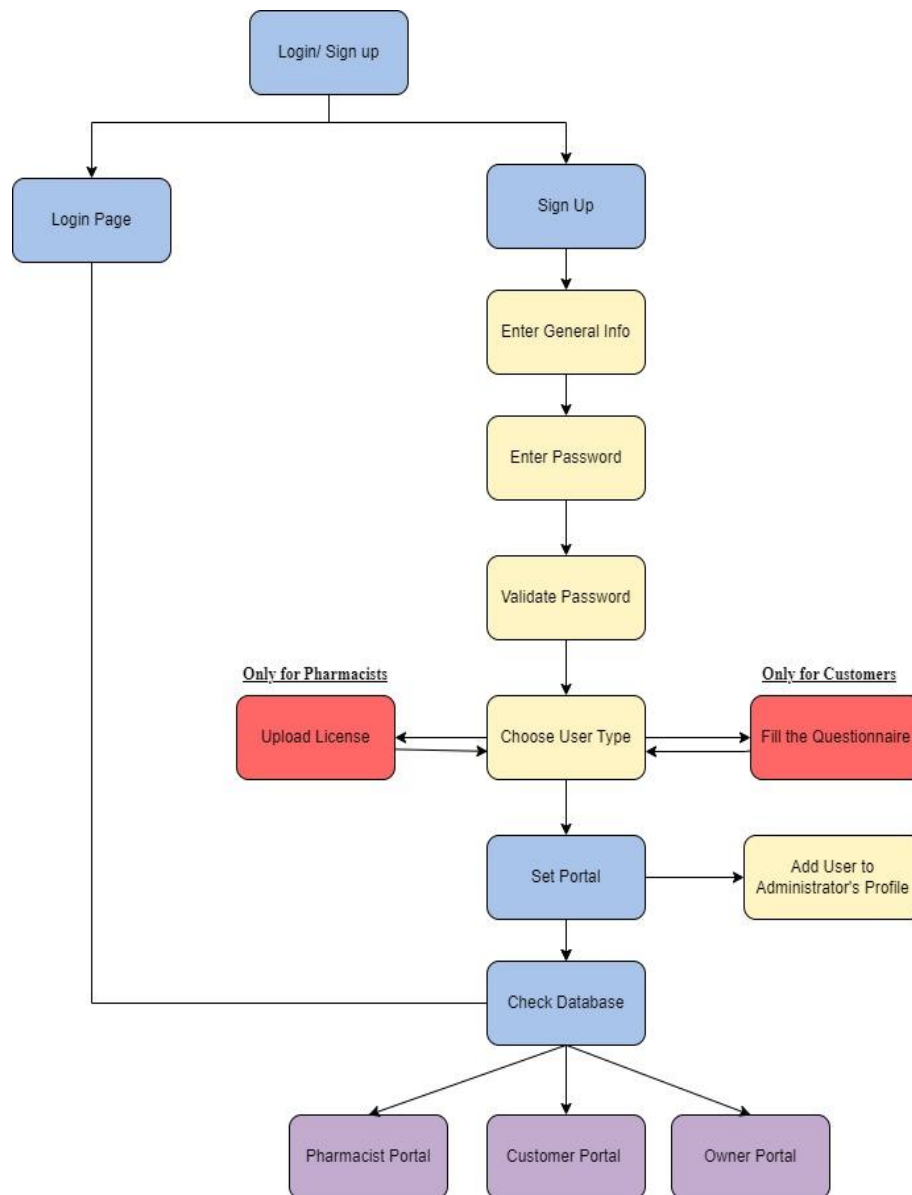 Login/ Sign up
Login Page
Sign Up
Enter General Info
Enter Password
Validate Password
Only for Pharmacists
Only for Customers
Upload License
Choose User Type
Fill the Questionnaire
Set Portal
Add User to
Administrator's Profile
Check Database
Pharmacist Portal
Customer Portal
Owner Portal